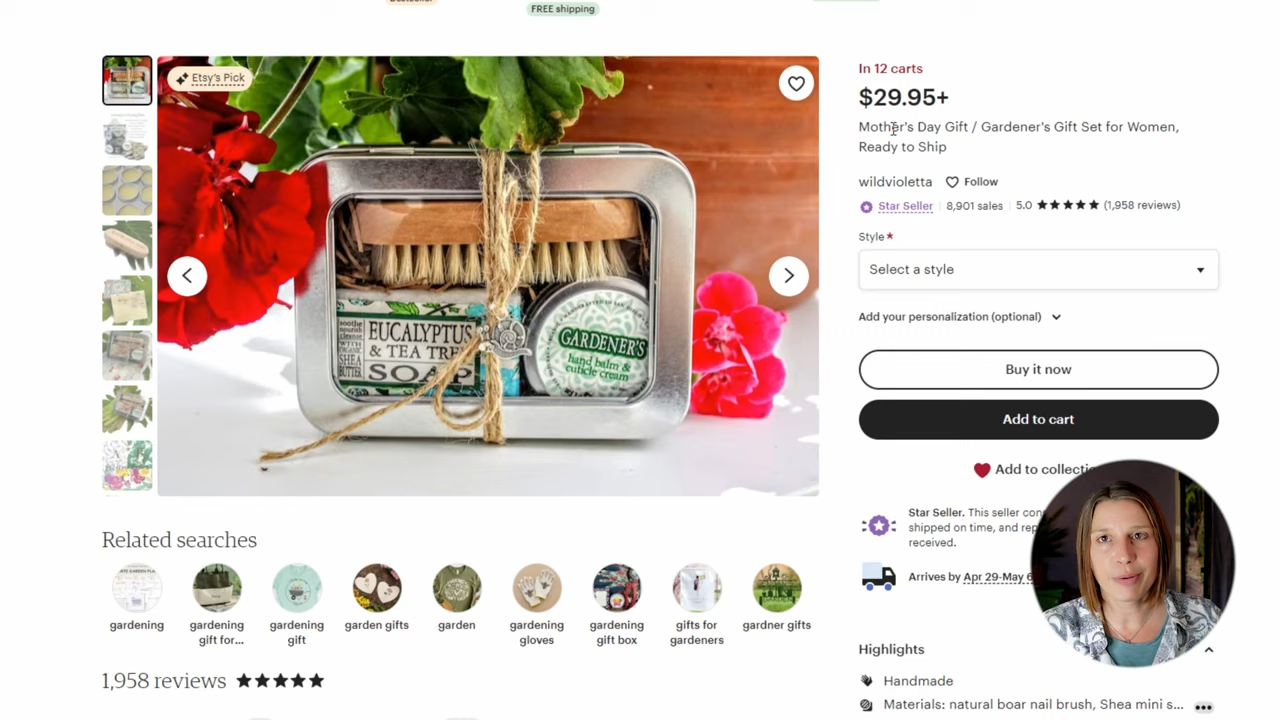 FREE shipping
Etsy's Pick
In 12 carts
$29.95+
Mother's Day Gift / Gardener's Gift Set for Women,
Ready to Ship
wildvioletta Follow
Star Seller 8,901 sales 5.0 (1,958 reviews)
Style *
Select a style
Add your personalization (optional)
Buy it now
Add to cart
Star Seller. This seller
shipped on time, and
received.
Arrives by Apr 29-May 6
Highlights
Handmade
Materials: natural boar nail brush, Shea mini s...
soothe
nourish
cleanse
WITH
ORGANIC
SHEA
BUTTER
EUCALYPTUS
& TEA TREE
SOAP
GARDENER'S
hand balm &
cuticle cream
Related searches
gardening
gardening
gift for...
gardening
gift
garden gifts
garden
gardening
gloves
gardening
gift box
gifts for
gardeners
gardner gifts
1,958 reviews